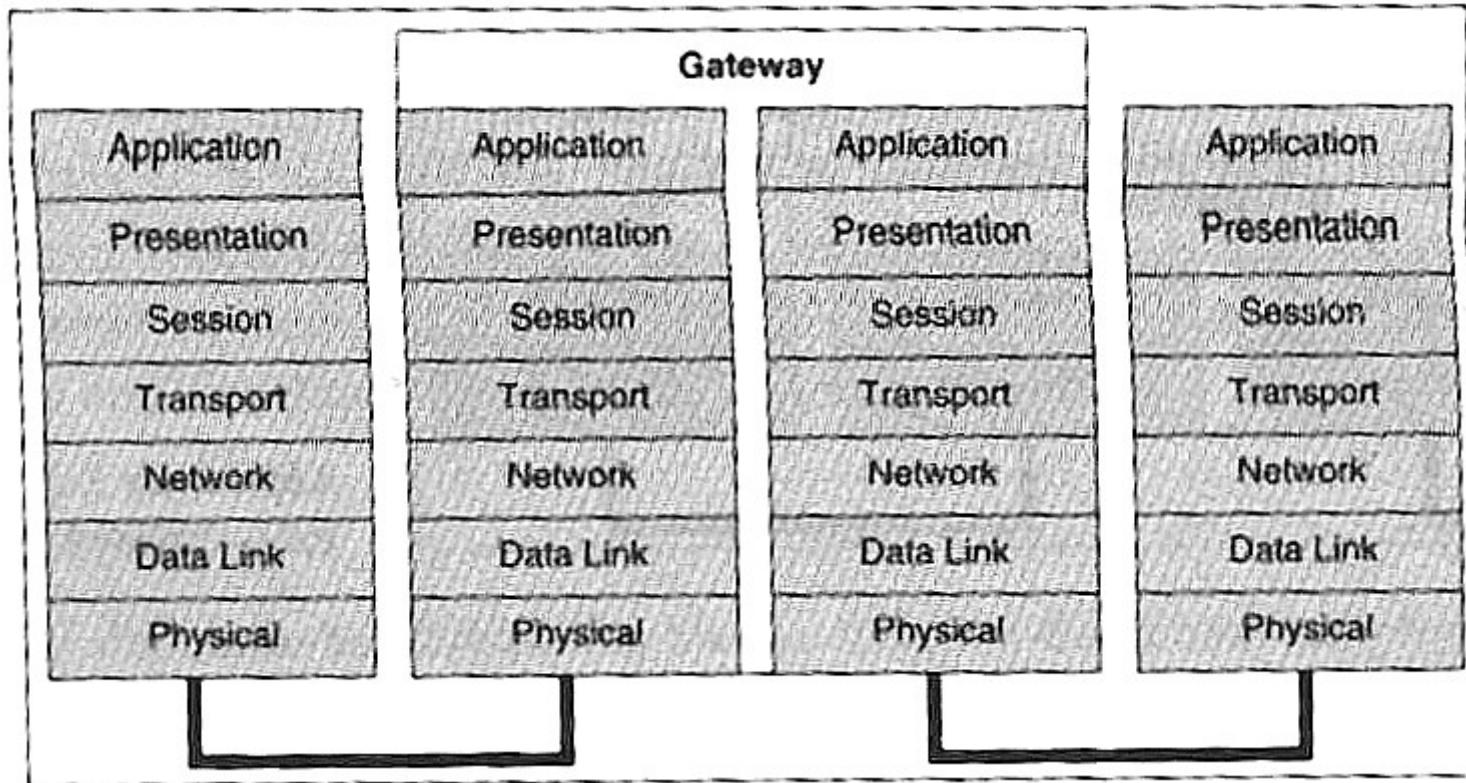 Gateway
Application Application Application Application
Presentation Presentation Presentation Presentation
Session Session Session Session
Transport Transport Transport Transport
Network Network Network Network
Data Link Data Link Data Link Data Link
Physical Physical Physical Physical